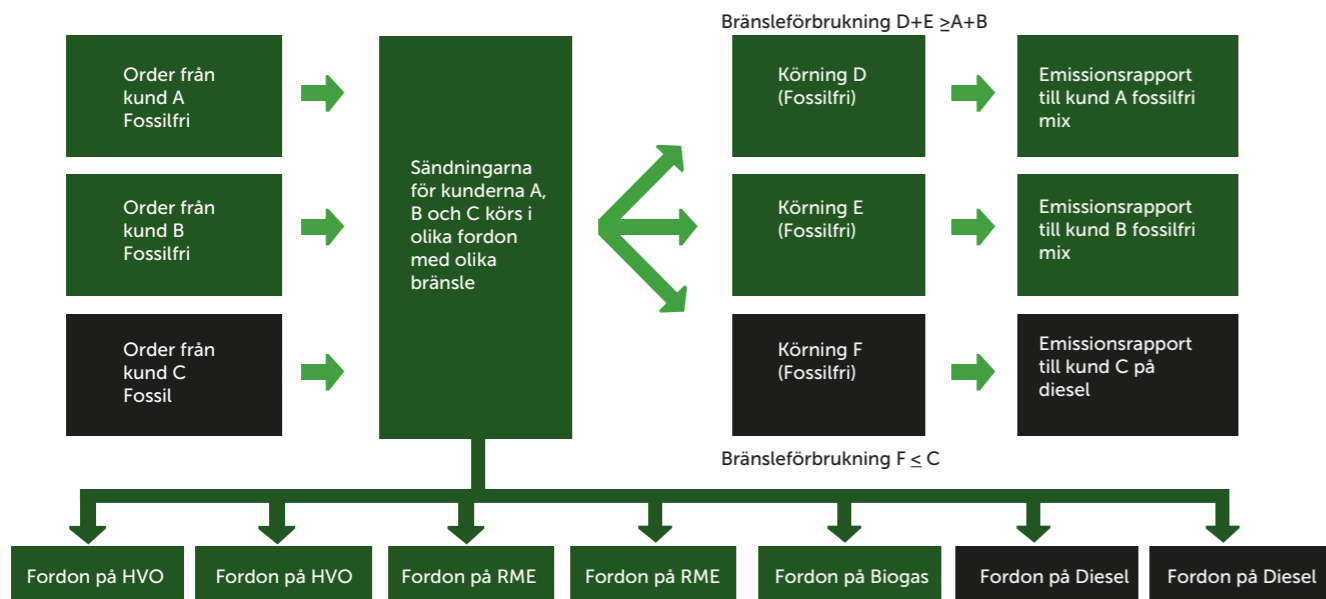 Bränsleförbrukning D+E ≥A+B
Order från
kund A
Fossilfri
Order från
kund B
Fossilfri
Order från
kund C
Fossil
Sändningarna
för kunderna A,
B och C körs i
olika fordon
med olika
bränsle
Körning D
(Fossilfri)
Emissionsrapport
till kund A fossilfri
mix
Körning E
(Fossilfri)
Emissionsrapport
till kund B fossilfri
mix
Körning F
(Fossilfri)
Emissionsrapport
till kund C på
diesel
Bränsleförbrukning F ≤ C
Fordon på HVO
Fordon på HVO
Fordon på RME
Fordon på RME
Fordon på Biogas
Fordon på Diesel
Fordon på Diesel